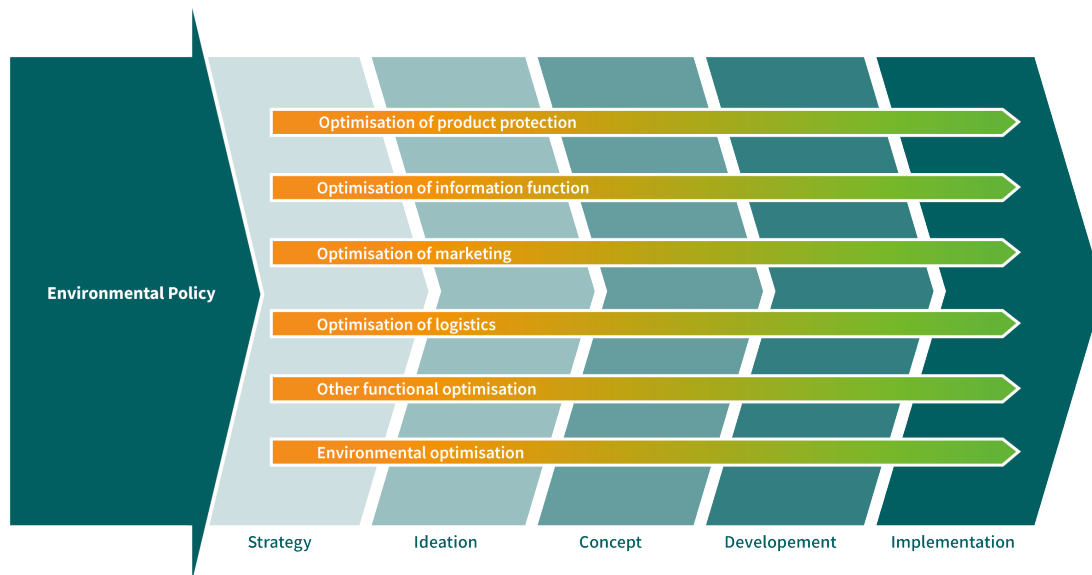 Optimisation of product protection
Optimisation of information function
Optimisation of marketing
Environmental Policy
Optimisation of logistics
Other functional optimisation
Environmental optimisation
Strategy
Ideation
Concept
Developement
Implementation